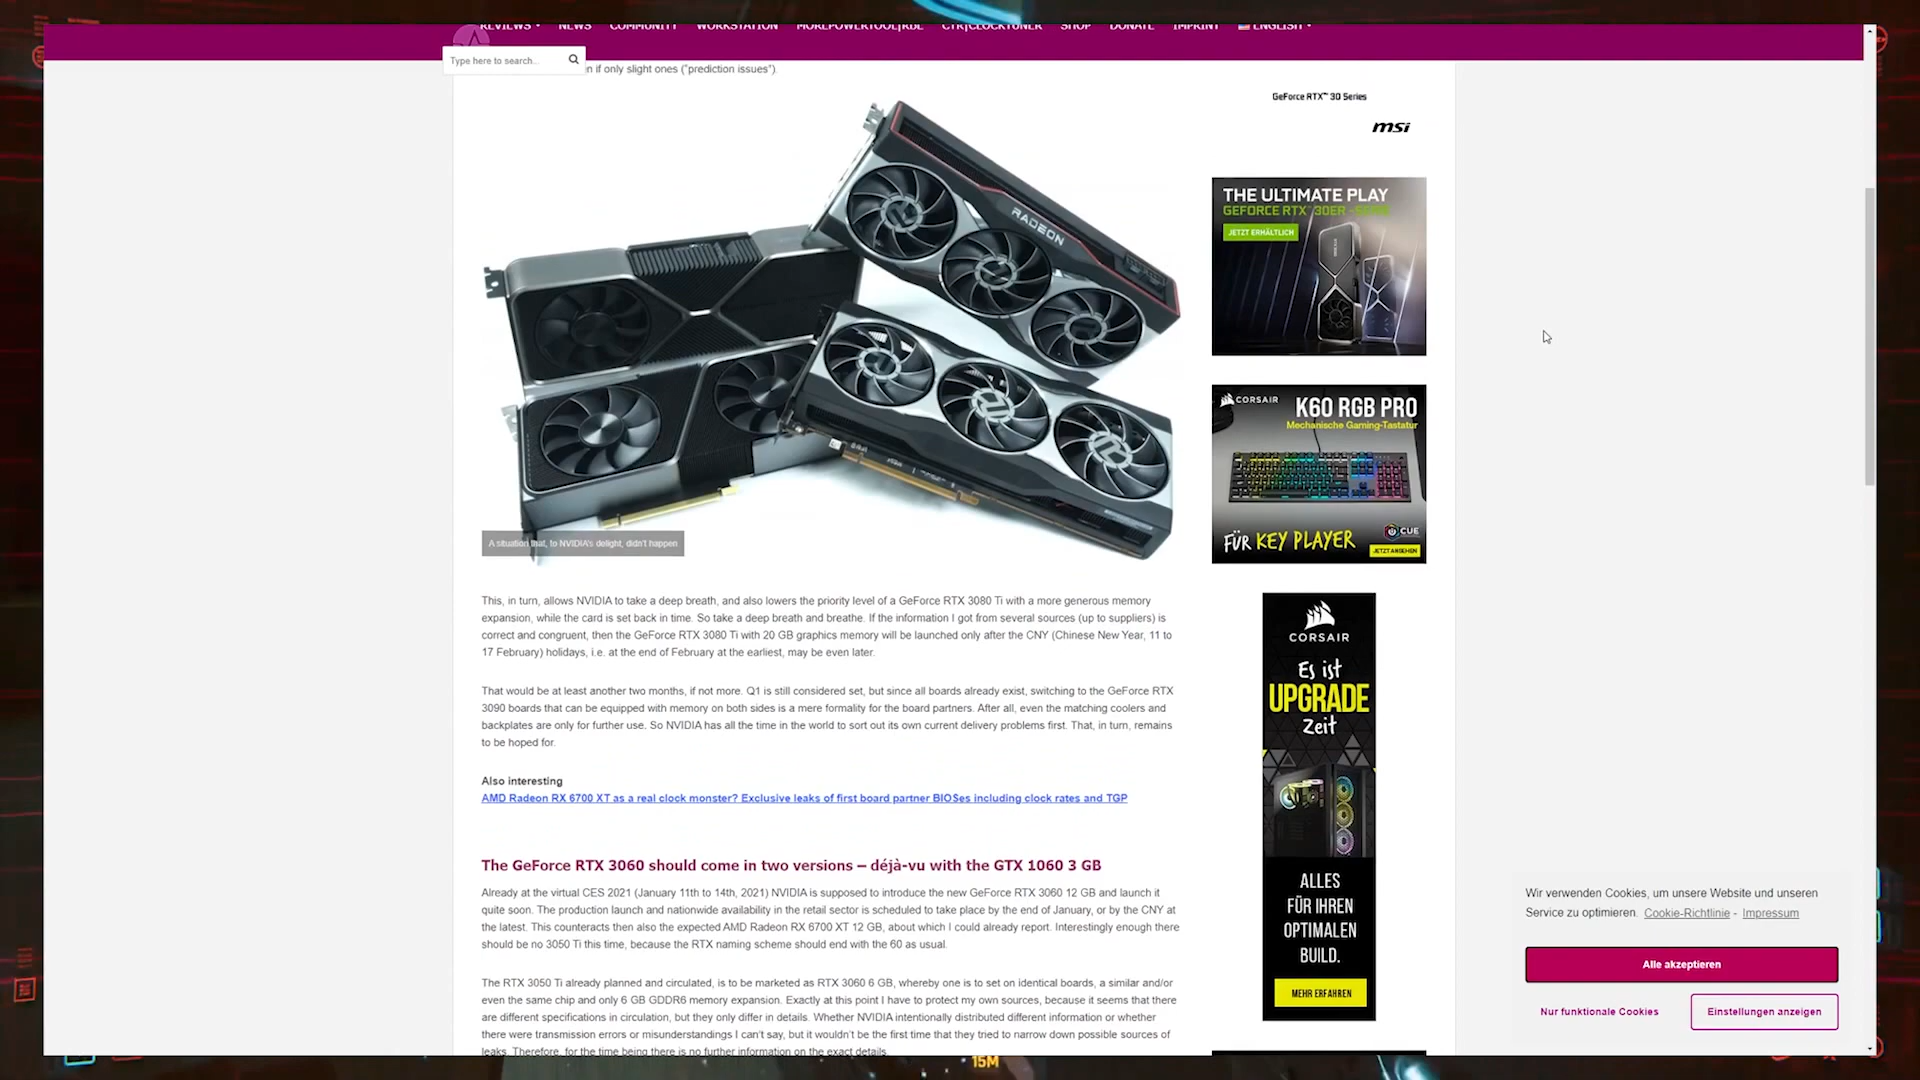 REVIEWS NEWS COMMUNITY WORKSTATION MOREPOWERTOOL|RBE CTR|CLOCKTUNER SHOP DONATE IMPRINT ENGLISH
Type here to search...
n if only slight ones ("prediction issues").
RADEON
A situation that, to NVIDIA's delight, didn't happen
This, in turn, allows NVIDIA to take a deep breath, and also lowers the priority level of a GeForce RTX 3080 Ti with a more generous memory
expansion, while the card is set back in time. So take a deep breath and breathe. If the information I got from several sources (up to suppliers) is
correct and congruent, then the GeForce RTX 3080 Ti with 20 GB graphics memory will be launched only after the CNY (Chinese New Year, 11 to
17 February) holidays, i.e. at the end of February at the earliest, may be even later.
That would be at least another two months, if not more. Q1 is still considered set, but since all boards already exist, switching to the GeForce RTX
3090 boards that can be equipped with memory on both sides is a mere formality for the board partners. After all, even the matching coolers and
backplates are only for further use. So NVIDIA has all the time in the world to sort out its own current delivery problems first. That, in turn, remains
to be hoped for.
Also interesting
AMD Radeon RX 6700 XT as a real clock monster? Exclusive leaks of first board partner BIOSes including clock rates and TGP
The GeForce RTX 3060 should come in two versions – déjà-vu with the GTX 1060 3 GB
Already at the virtual CES 2021 (January 11th to 14th, 2021) NVIDIA is supposed to introduce the new GeForce RTX 3060 12 GB and launch it
quite soon. The production launch and nationwide availability in the retail sector is scheduled to take place by the end of January, or by the CNY at
the latest. This counteracts then also the expected AMD Radeon RX 6700 XT 12 GB, about which I could already report. Interestingly enough there
should be no 3050 Ti this time, because the RTX naming scheme should end with the 60 as usual.
The RTX 3050 Ti already planned and circulated, is to be marketed as RTX 3060 6 GB, whereby one is to set on identical boards, a similar and/or
even the same chip and only 6 GB GDDR6 memory expansion. Exactly at this point I have to protect my own sources, because it seems that there
are different specifications in circulation, but they only differ in details. Whether NVIDIA intentionally distributed different information or whether
there were transmission errors or misunderstandings I can't say, but it wouldn't be the first time that they tried to narrow down possible sources of
leaks. Therefore, for the time being there is no further information on the exact details.
GeForce RTX™ 30 Series
msi
THE ULTIMATE PLAY
GEFORCE RTX™ 30ER -SERIE
JETZT ERHÄLTLICH
CORSAIR
K60 RGB PRO
Mechanische Gaming-Tastatur
FÜR KEY PLAYER
iCUE
JETZT ANSEHEN
CORSAIR
Es ist
UPGRADE
Zeit
ALLES
FÜR IHREN
OPTIMALEN
BUILD.
MEHR ERFAHREN
Wir verwenden Cookies, um unsere Website und unseren
Service zu optimieren. Cookie-Richtlinie - Impressum
Alle akzeptieren
Nur funktionale Cookies
Einstellungen anzeigen
15M